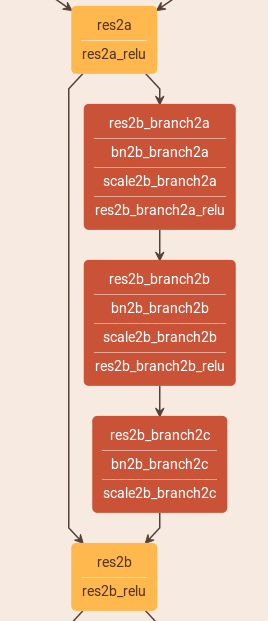 res2a
res2a_relu
res2b_branch2a
bn2b_branch2a
scale2b_branch2a
res2b_branch2a_relu
res2b_branch2b
bn2b_branch2b
scale2b_branch2b
res2b_branch2b_relu
res2b_branch2c
bn2b_branch2c
scale2b_branch2c
res2b
res2b_relu